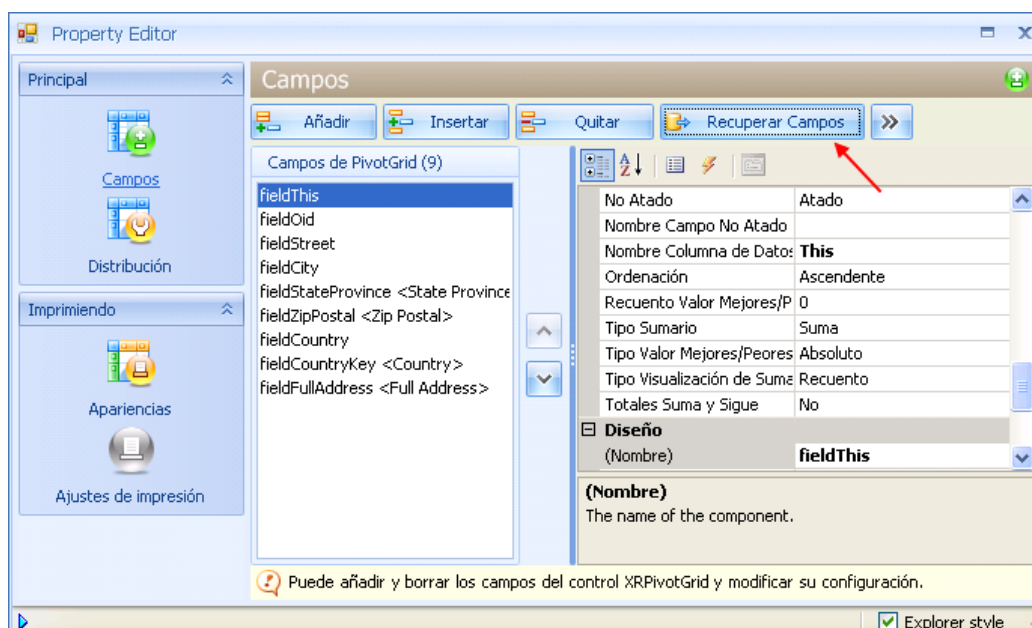 Property Editor
Principal
Campos
Distribución
Imprimiendo
Apariencias
Ajustes de impresión
Campos
Añadir
Insertar
Quitar
Recuperar Campos
Campos de PivotGrid (9)
fieldThis
fieldOid
fieldStreet
fieldCity
fieldStateProvince <State Province
fieldZipPostal <Zip Postal>
fieldCountry
fieldCountryKey <Country>
fieldFullAddress <Full Address>
No Atado Atado
Nombre Campo No Atado
Nombre Columna de Datos This
Ordenación Ascendente
Recuento Valor Mejores/P 0
Tipo Sumario Suma
Tipo Valor Mejores/Peores Absoluto
Tipo Visualización de Suma Recuento
Totales Suma y Sigue No
Diseño
(Nombre) fieldThis
(Nombre)
The name of the component.
Puede añadir y borrar los campos del control XRPivotGrid y modificar su configuración.
Explorer style